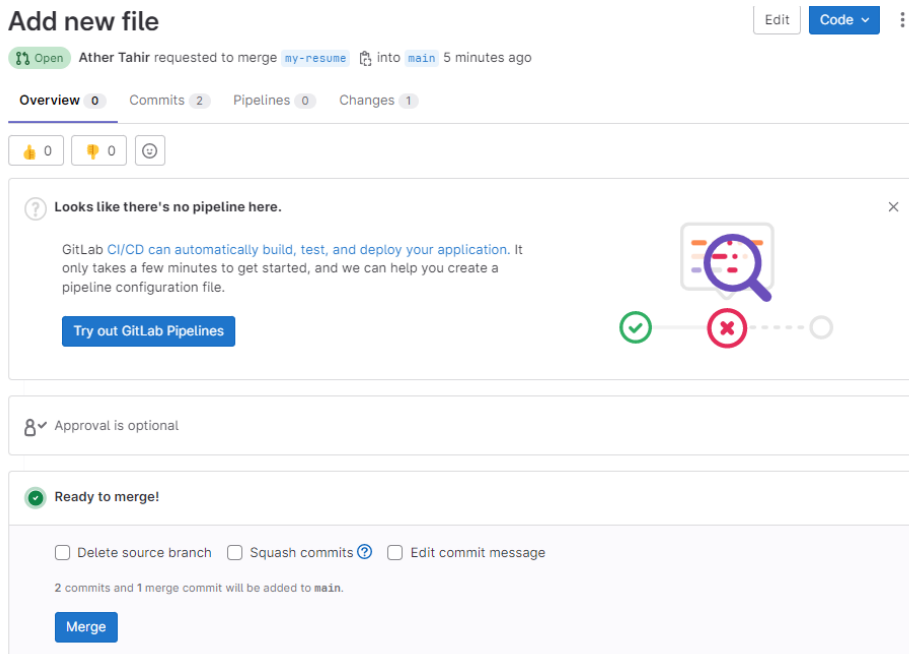 Add new file
Edit
Code
Open Ather Tahir requested to merge my-resume into main 5 minutes ago
Overview 0 Commits 2 Pipelines 0 Changes 1
0 0
Looks like there's no pipeline here.
GitLab CI/CD can automatically build, test, and deploy your application. It
only takes a few minutes to get started, and we can help you create a
pipeline configuration file.
Try out GitLab Pipelines
Approval is optional
Ready to merge!
Delete source branch Squash commits ? Edit commit message
2 commits and 1 merge commit will be added to main.
Merge